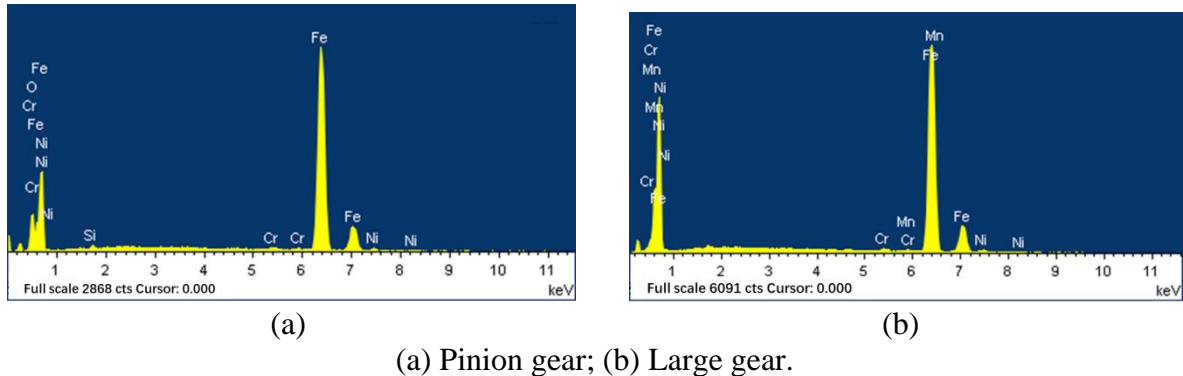 Fe
Fe
O
Cr
Fe
Ni
Ni
Cr
Ni
Si
Cr
Cr
Fe
Ni
Ni
1 2 3 4 5 6 7 8 9 10 11
Full scale 2868 cts Cursor: 0.000
keV
(a)
Fe
Cr
Mn
Ni
Mn
Ni
Ni
Cr
Fe
Mn
Fe
Mn
Cr
Cr
Fe
Ni
Ni
1 2 3 4 5 6 7 8 9 10 11
Full scale 6091 cts Cursor: 0.000
keV
(b)
(a) Pinion gear; (b) Large gear.